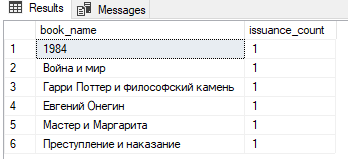 Results Messages
book_name issuance_count
1 1984 1
2 Война и мир 1
3 Гарри Поттер и философский камень 1
4 Евгений Онегин 1
5 Мастер и Маргарита 1
6 Преступление и наказание 1